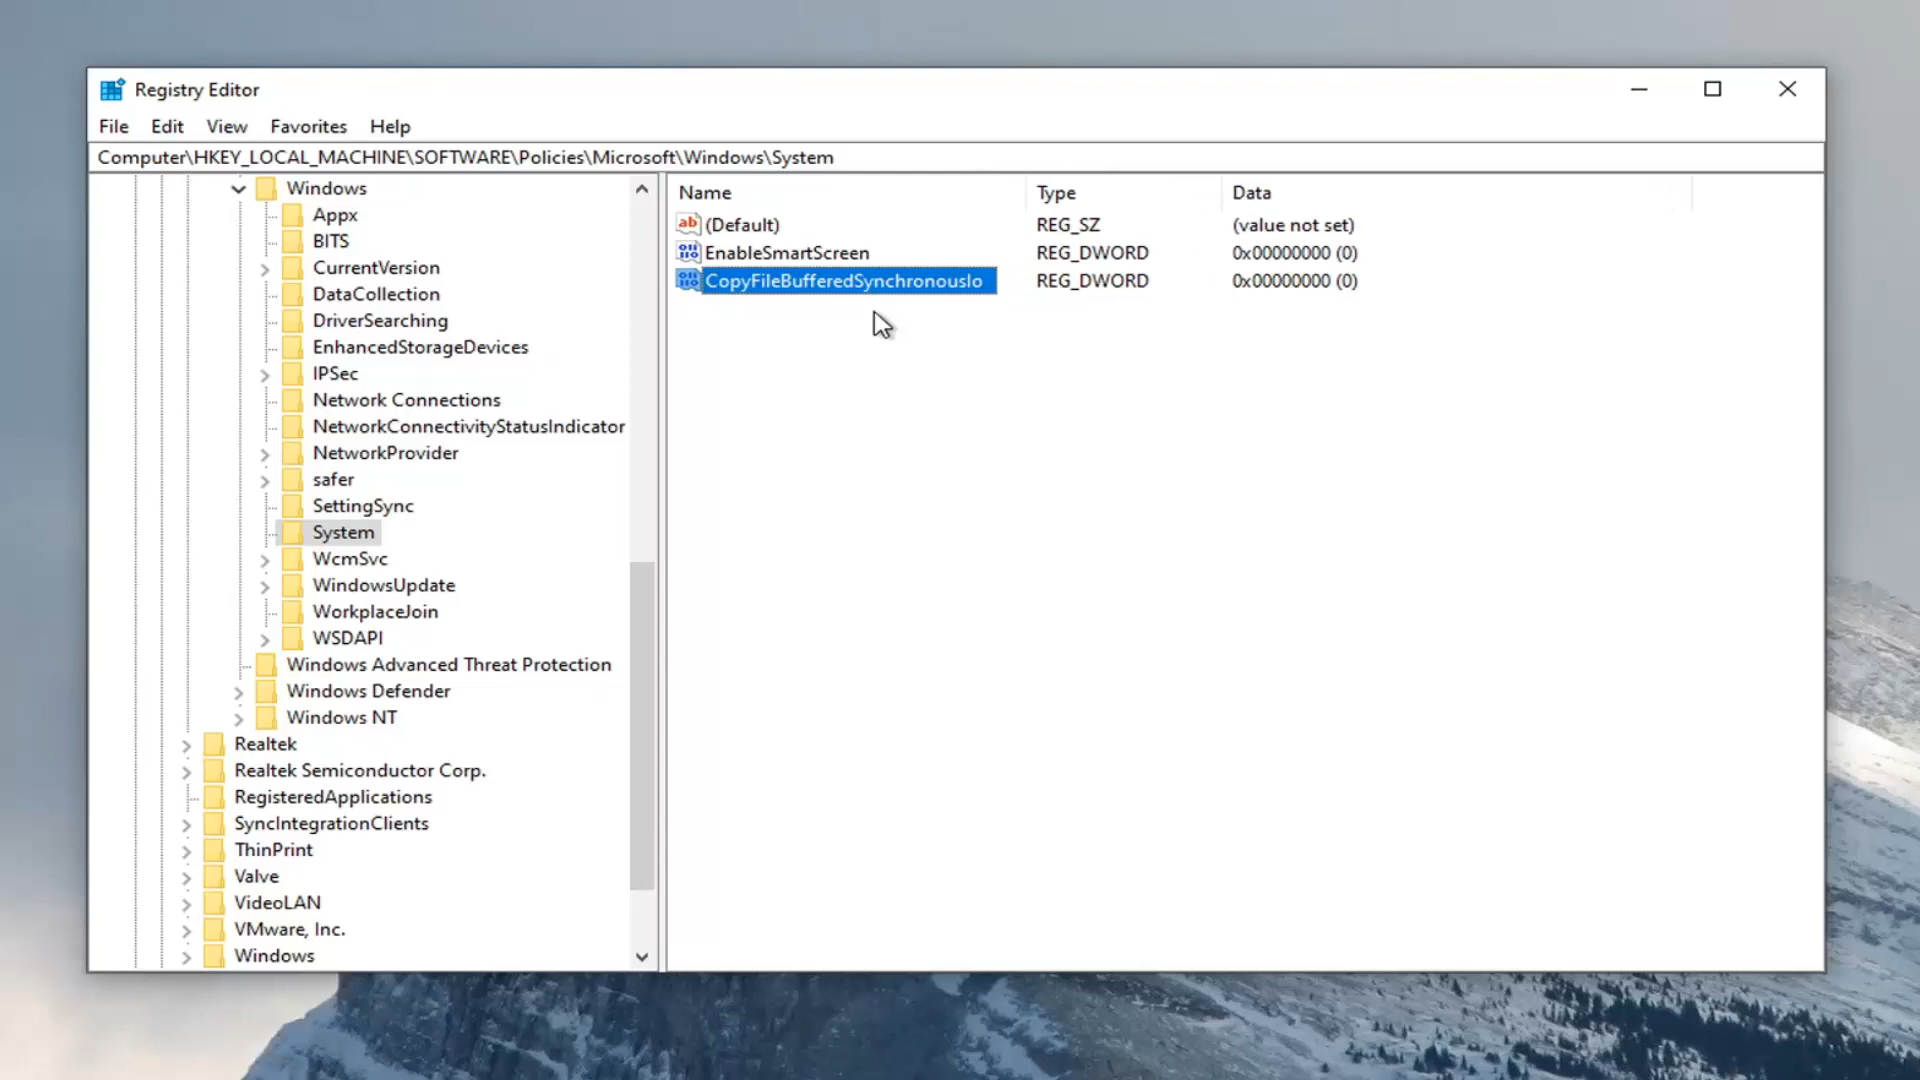 Registry Editor
File Edit View Favorites Help
Computer\HKEY_LOCAL_MACHINE\SOFTWARE\Policies\Microsoft\Windows\System
Windows
Appx
BITS
CurrentVersion
DataCollection
DriverSearching
EnhancedStorageDevices
IPSec
Network Connections
NetworkConnectivityStatusIndicator
NetworkProvider
safer
SettingSync
System
WcmSvc
WindowsUpdate
WorkplaceJoin
WSDAPI
Windows Advanced Threat Protection
Windows Defender
Windows NT
Realtek
Realtek Semiconductor Corp.
RegisteredApplications
SyncIntegrationClients
ThinPrint
Valve
VideoLAN
VMware, Inc.
Windows
Name Type Data
(Default) REG_SZ (value not set)
EnableSmartScreen REG_DWORD 0x00000000 (0)
CopyFileBufferedSynchronousIo REG_DWORD 0x00000000 (0)